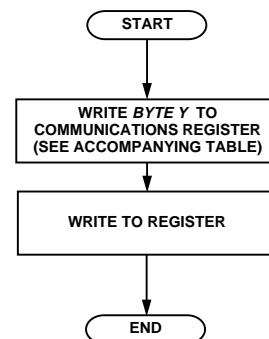 START
WRITE BYTE Y TO
COMMUNICATIONS REGISTER
(SEE ACCOMPANYING TABLE)
WRITE TO REGISTER
END